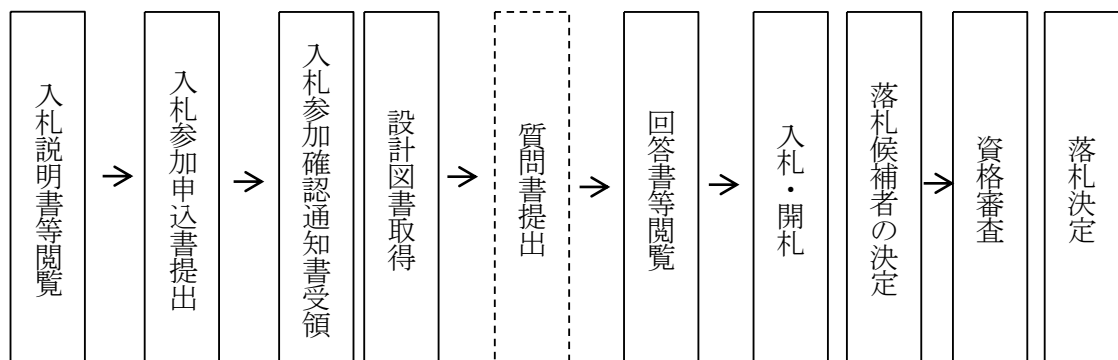 入札説明書等閲覧
入札参加申込書提出
入札参加確認通知書受領
設計図書取得
質問書提出
回答書等閲覧
入札・開札
落札候補者の決定
資格審査
落札決定